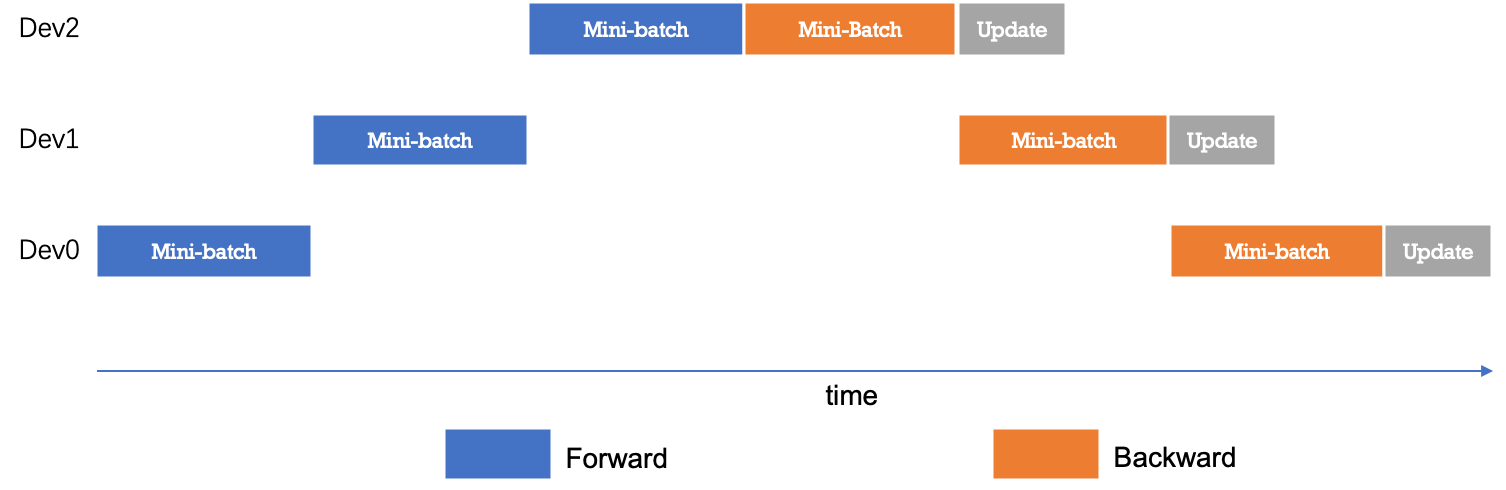 Dev2 Mini-batch Mini-Batch Update
Dev1 Mini-batch Mini-batch Update
Dev0 Mini-batch Mini-batch Update
time
Forward Backward